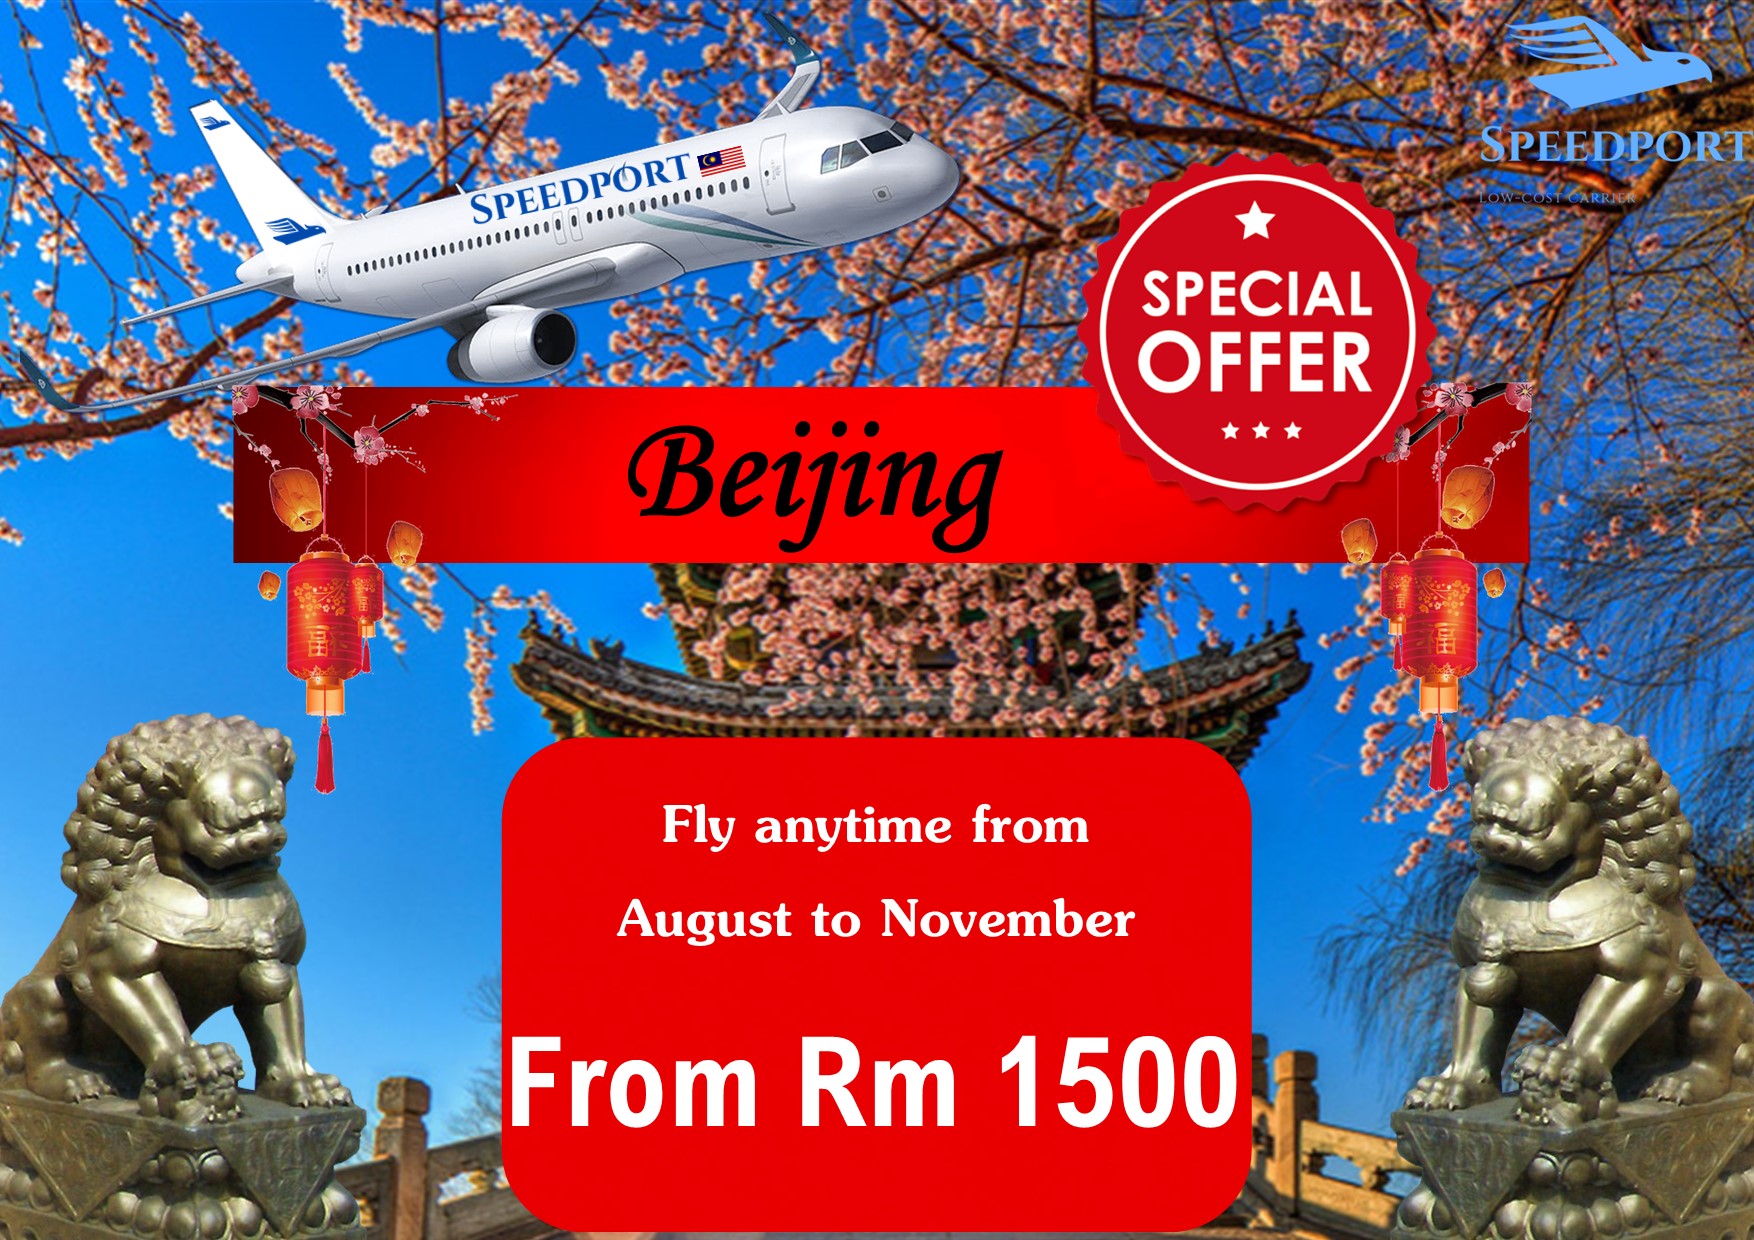 SPEEDPORT
SPEEDPORT
LOW-COST CARRIER
SPECIAL
OFFER
Beijing
Fly anytime from
August to November
From Rm 1500